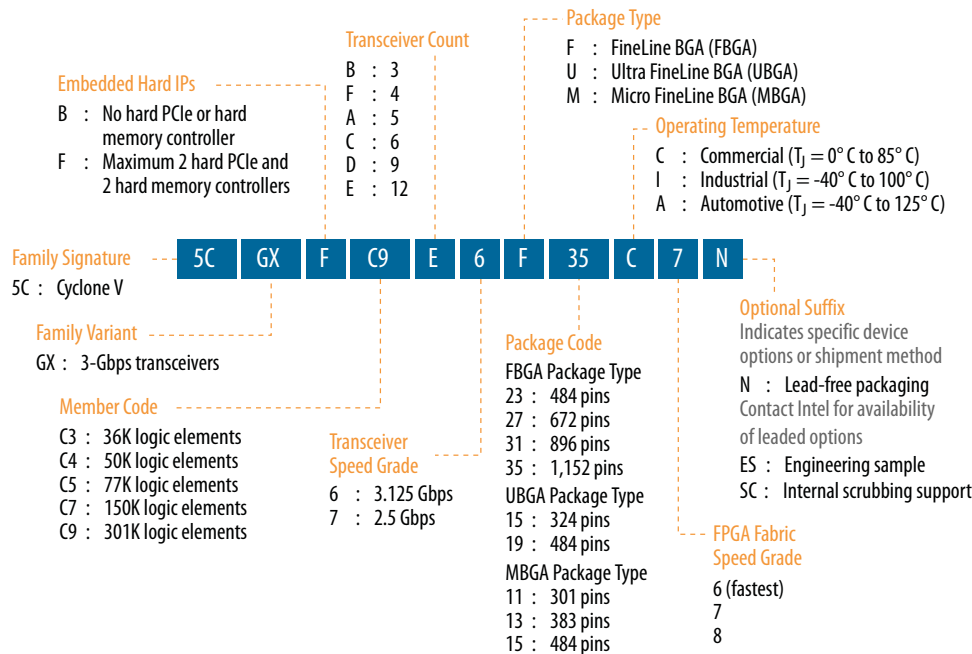 Package Type
F : FineLine BGA (FBGA)
U : Ultra FineLine BGA (UBGA)
M : Micro FineLine BGA (MBGA)
Transceiver Count
B : 3
F : 4
A : 5
C : 6
D : 9
E : 12
Embedded Hard IPs
B : No hard PCIe or hard
memory controller
F : Maximum 2 hard PCIe and
2 hard memory controllers
Operating Temperature
C : Commercial (TJ = 0° C to 85° C)
I : Industrial (TJ = -40° C to 100° C)
A : Automotive (TJ = -40° C to 125° C)
Family Signature
5C : Cyclone V
5C GX F C9 E 6 F 35 C 7 N
Family Variant
GX : 3-Gbps transceivers
Member Code
C3 : 36K logic elements
C4 : 50K logic elements
C5 : 77K logic elements
C7 : 150K logic elements
C9 : 301K logic elements
Transceiver
Speed Grade
6 : 3.125 Gbps
7 : 2.5 Gbps
Package Code
FBGA Package Type
23 : 484 pins
27 : 672 pins
31 : 896 pins
35 : 1,152 pins
UBGA Package Type
15 : 324 pins
19 : 484 pins
MBGA Package Type
11 : 301 pins
13 : 383 pins
15 : 484 pins
Optional Suffix
Indicates specific device
options or shipment method
N : Lead-free packaging
Contact Intel for availability
of leaded options
ES : Engineering sample
SC : Internal scrubbing support
FPGA Fabric
Speed Grade
6 (fastest)
7
8